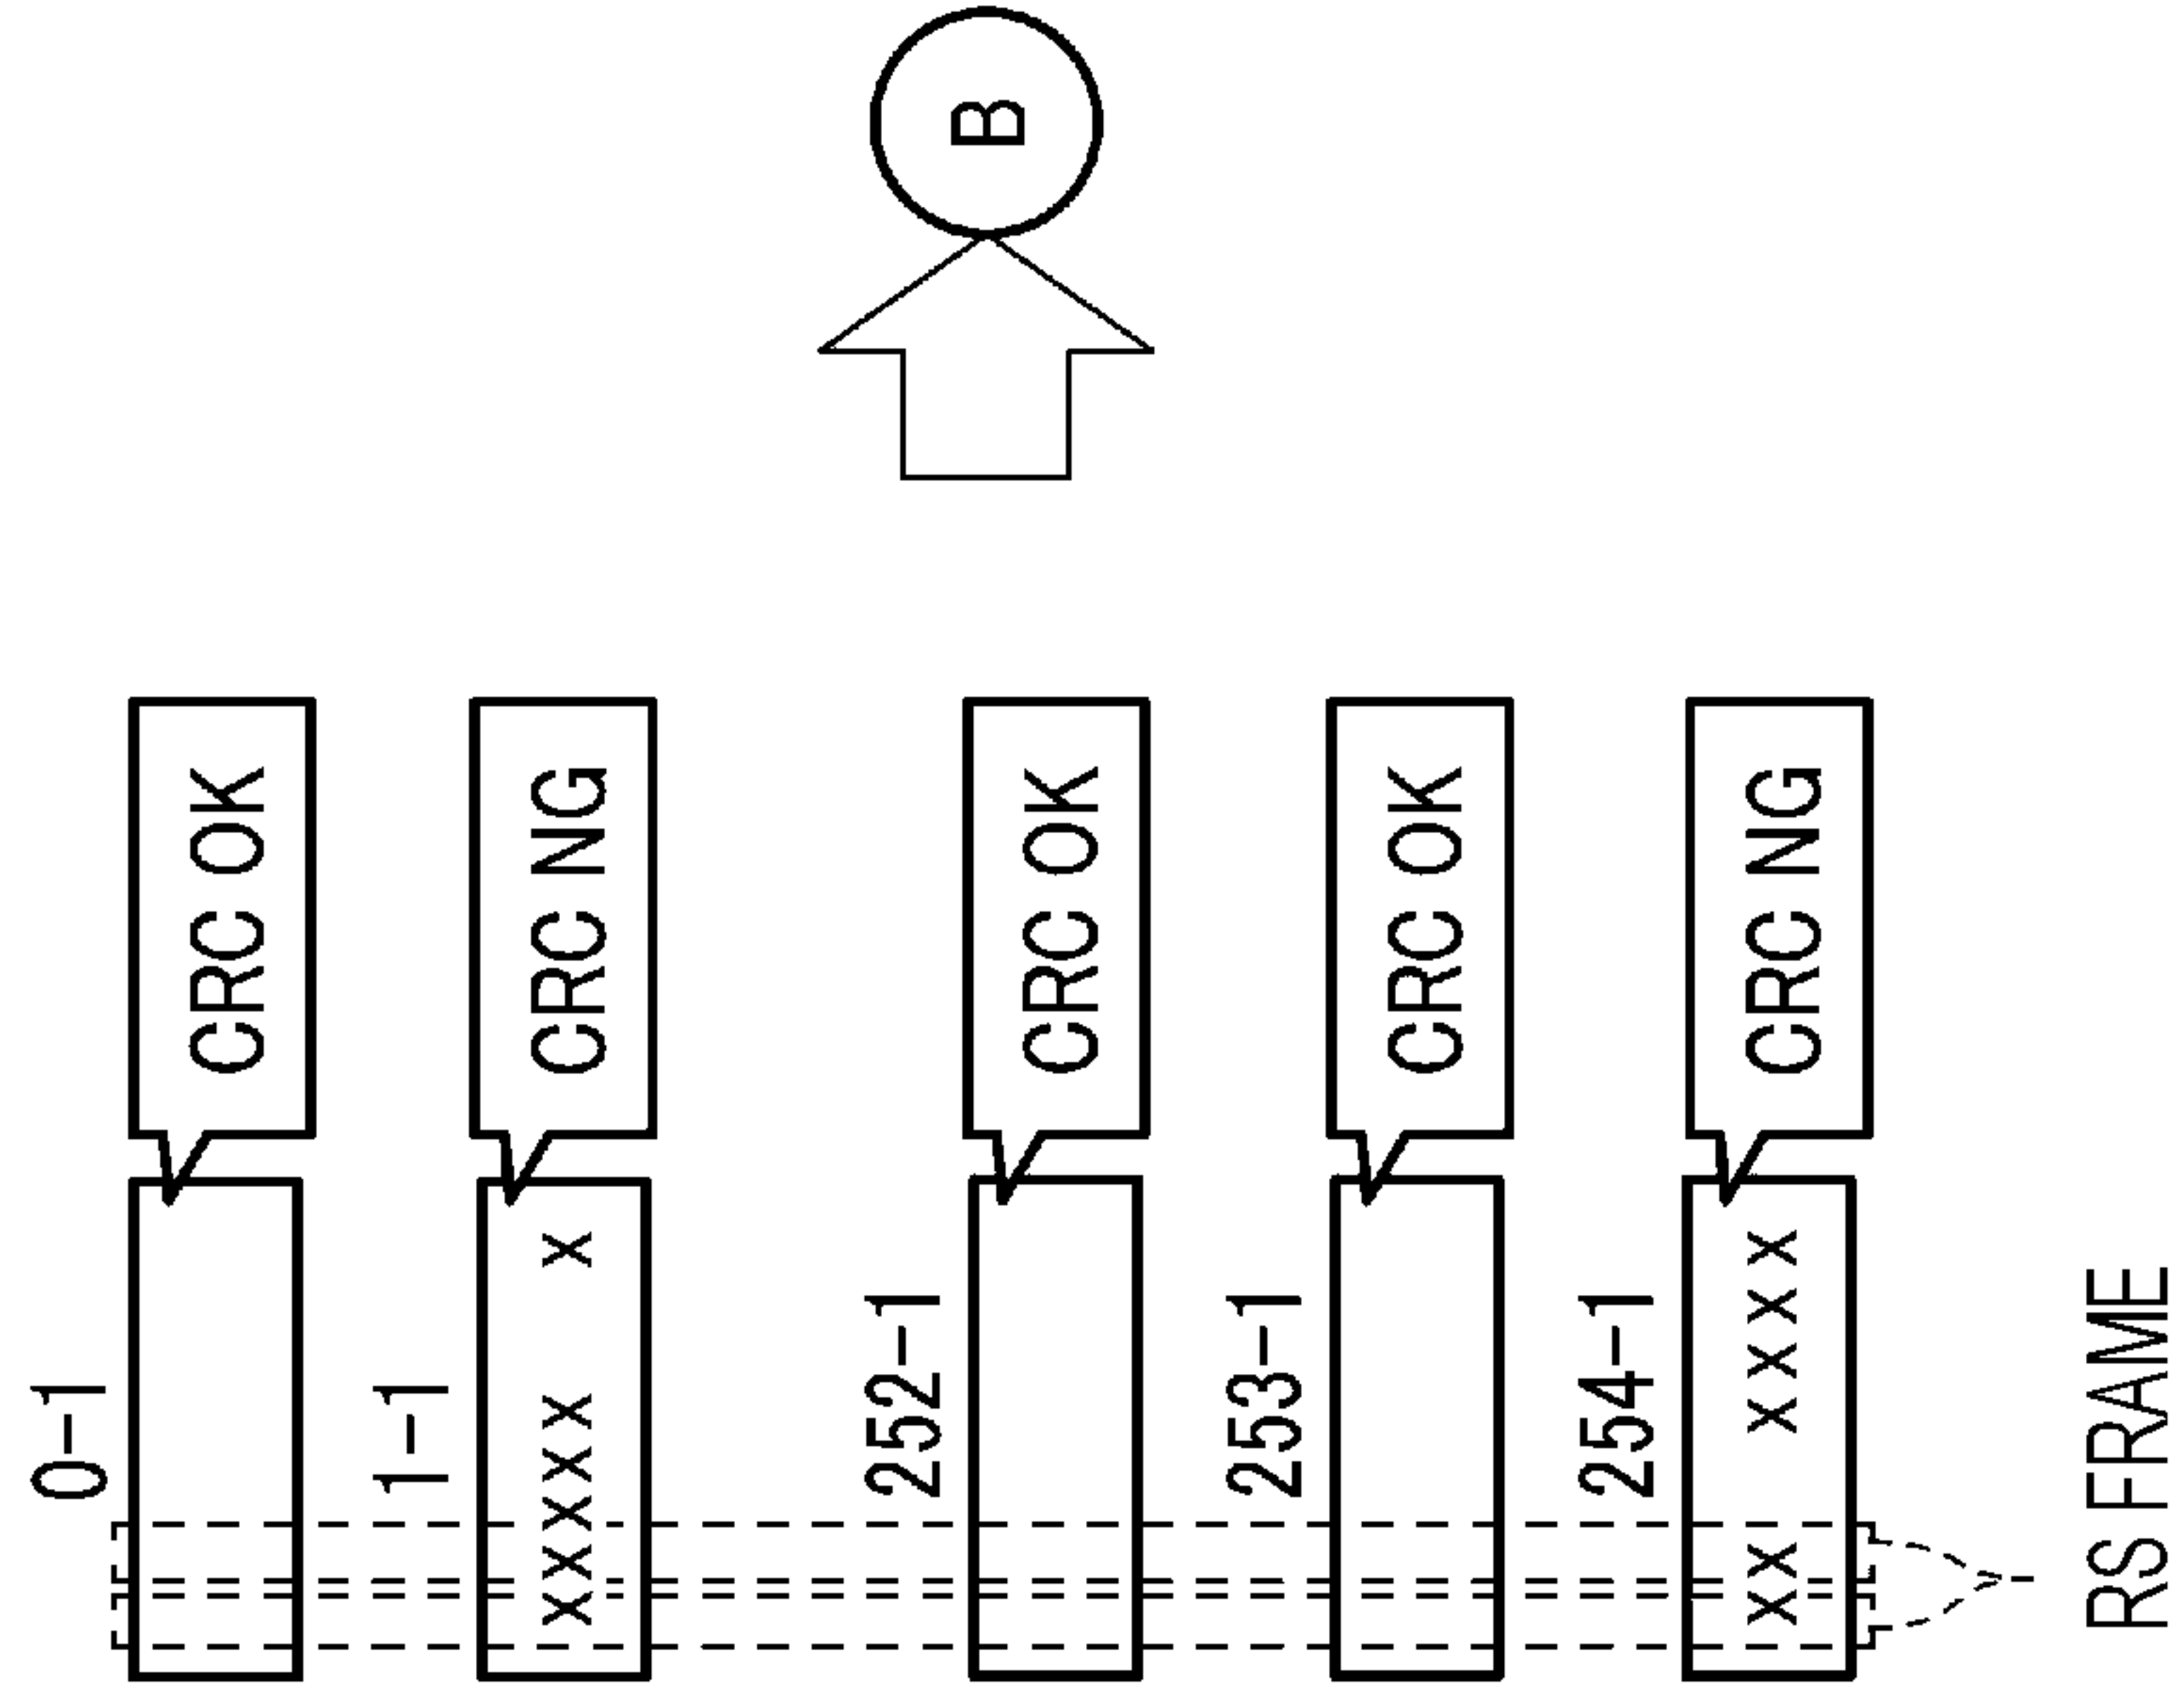 0-1
CRC OK
1-1
xxxxx x CRC NG
252-1
CRC OK
B
253-1
CRC OK
254-1
xx xxxx CRC NG
RS FRAME